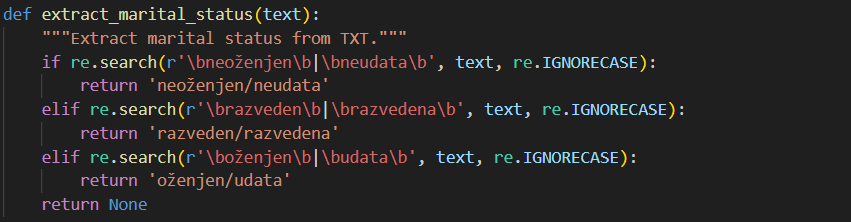 def extract_marital_status(text):
    """Extract marital status from TXT."""
    if re.search(r'\bneoženjen\b|\bneudata\b', text, re.IGNORECASE):
        return 'neoženjen/neudata'
    elif re.search(r'\brazveden\b|\brazvedena\b', text, re.IGNORECASE):
        return 'razveden/razvedena'
    elif re.search(r'\boženjen\b|\budata\b', text, re.IGNORECASE):
        return 'oženjen/udata'
    return None